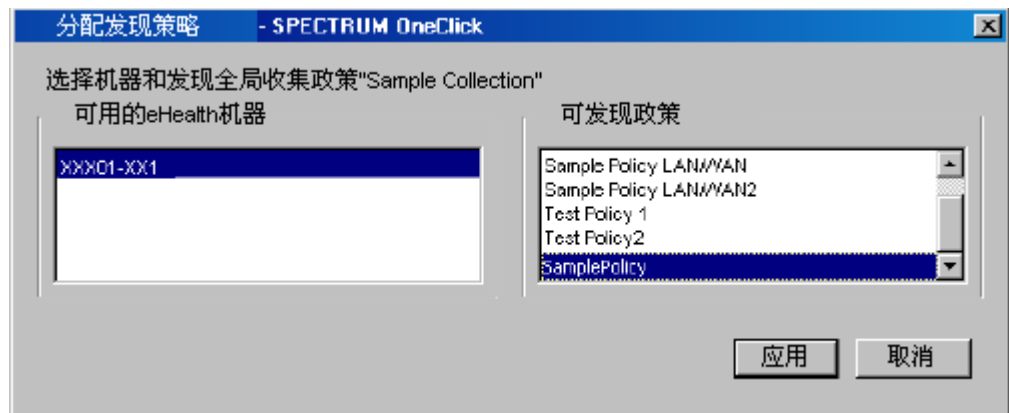 分配发现策略 - SPECTRUM OneClick
选择机器和发现全局收集政策"Sample Collection"
可用的eHealth机器
XXX01-XX1
可发现政策
Sample Policy LAN/WAN
Sample Policy LAN/WAN2
Test Policy 1
Test Policy2
SamplePolicy
应用
取消